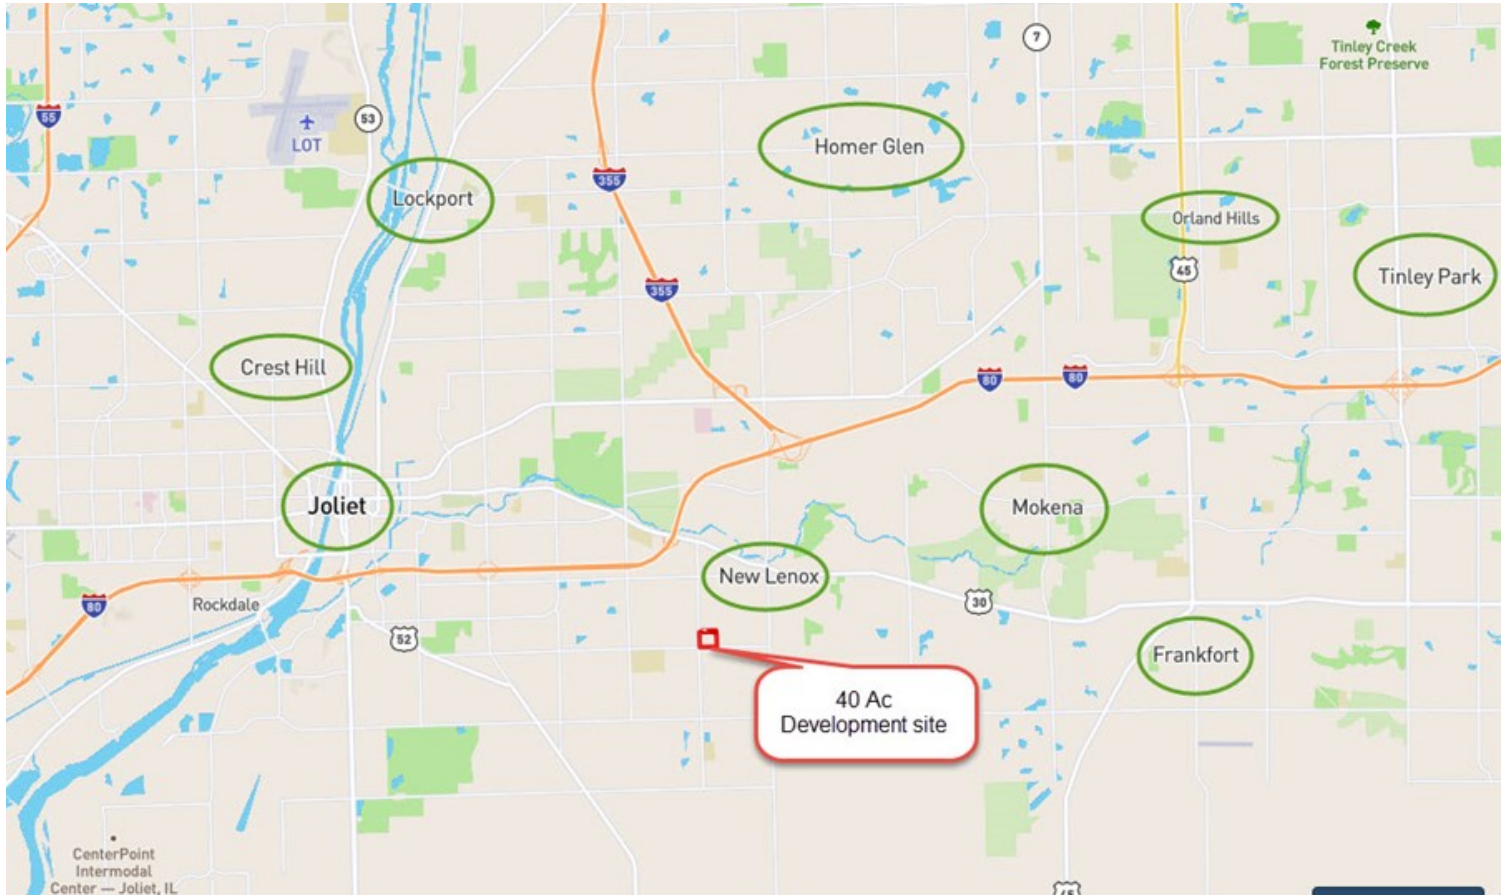 7
Tinley Creek
Forest Preserve
55
53
LOT
Homer Glen
355
Lockport
Orland Hills
45
Tinley Park
355
Crest Hill
80
80
Joliet
Mokena
New Lenox
80
Rockdale
30
52
Frankfort
40 Ac
Development site
CenterPoint
Intermodal
Center — Joliet, IL
45